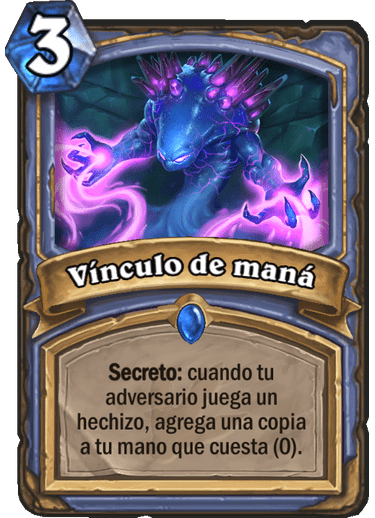 3
Vínculo de maná
Secreto: cuando tu
adversario juega un
hechizo, agrega una copia
a tu mano que cuesta (0).